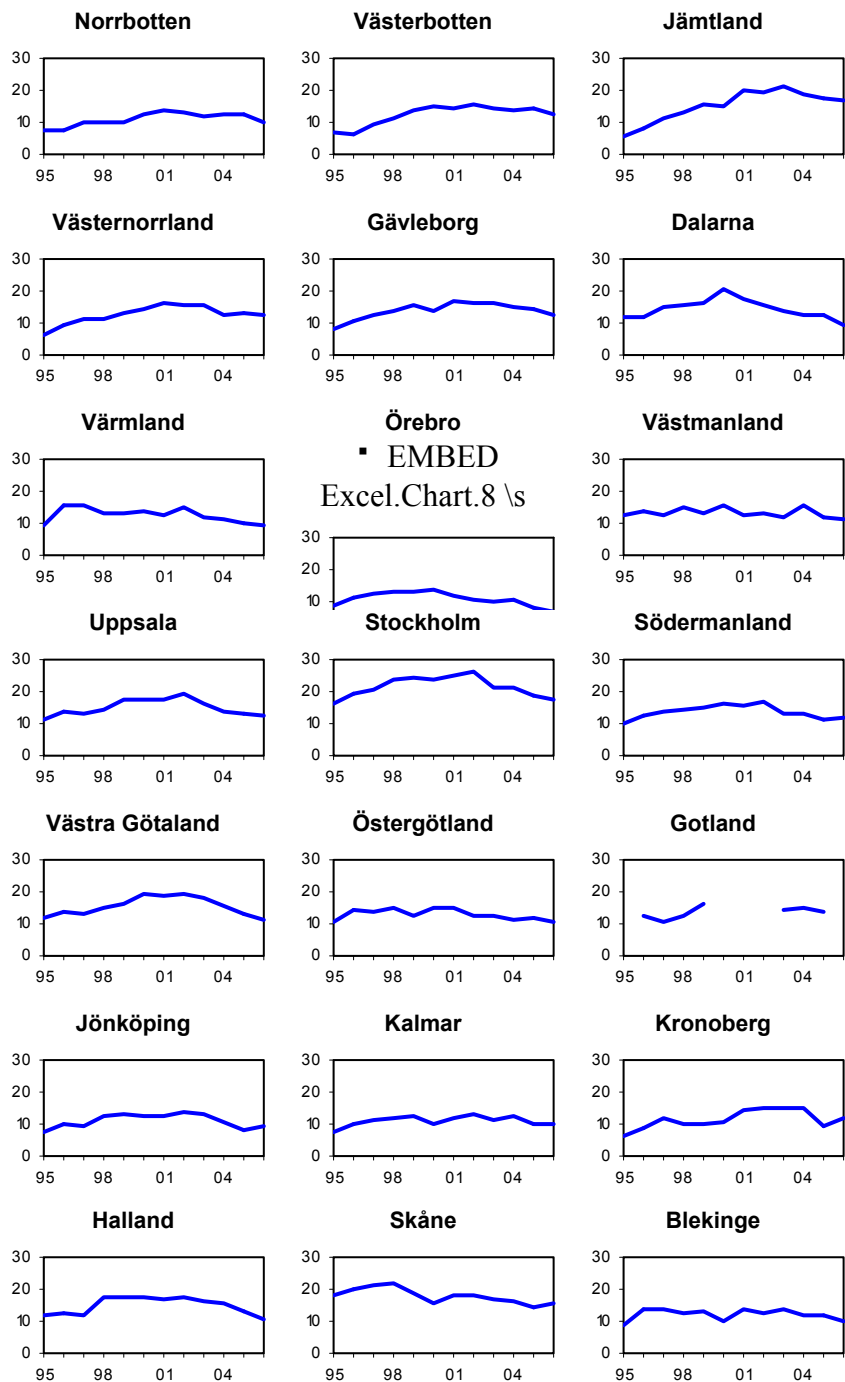 Norrbotten Västerbotten Jämtland
30 30 30
20 20 20
10 10 10
0 0 0
95 98 01 04 95 98 01 04 95 98 01 04
Västernorrland Gävleborg Dalarna
30 30 30
20 20 20
10 10 10
0 0 0
95 98 01 04 95 98 01 04 95 98 01 04
Värmland Örebro Västmanland
▪ EMBED
30 30
Excel.Chart.8 \s
20 20
10 10
0 0
95 98 01 04 95 98 01 04
30
20
10
Uppsala Stockholm Södermanland
30 30 30
20 20 20
10 10 10
0 0 0
95 98 01 04 95 98 01 04 95 98 01 04
Västra Götaland Östergötland Gotland
30 30 30
20 20 20
10 10 10
0 0 0
95 98 01 04 95 98 01 04 95 98 01 04
Jönköping Kalmar Kronoberg
30 30 30
20 20 20
10 10 10
0 0 0
95 98 01 04 95 98 01 04 95 98 01 04
Halland Skåne Blekinge
30 30 30
20 20 20
10 10 10
0 0 0
95 98 01 04 95 98 01 04 95 98 01 04